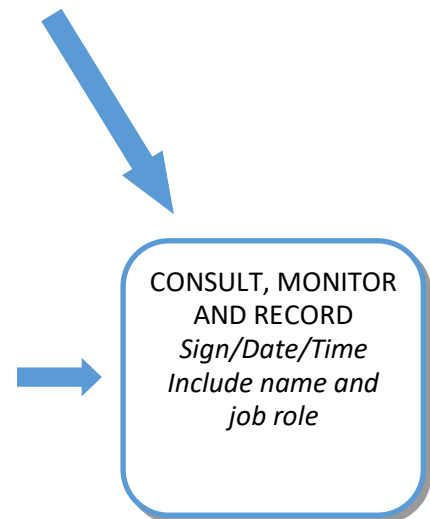 CONSULT, MONITOR
AND RECORD
Sign/Date/Time
Include name and
job role